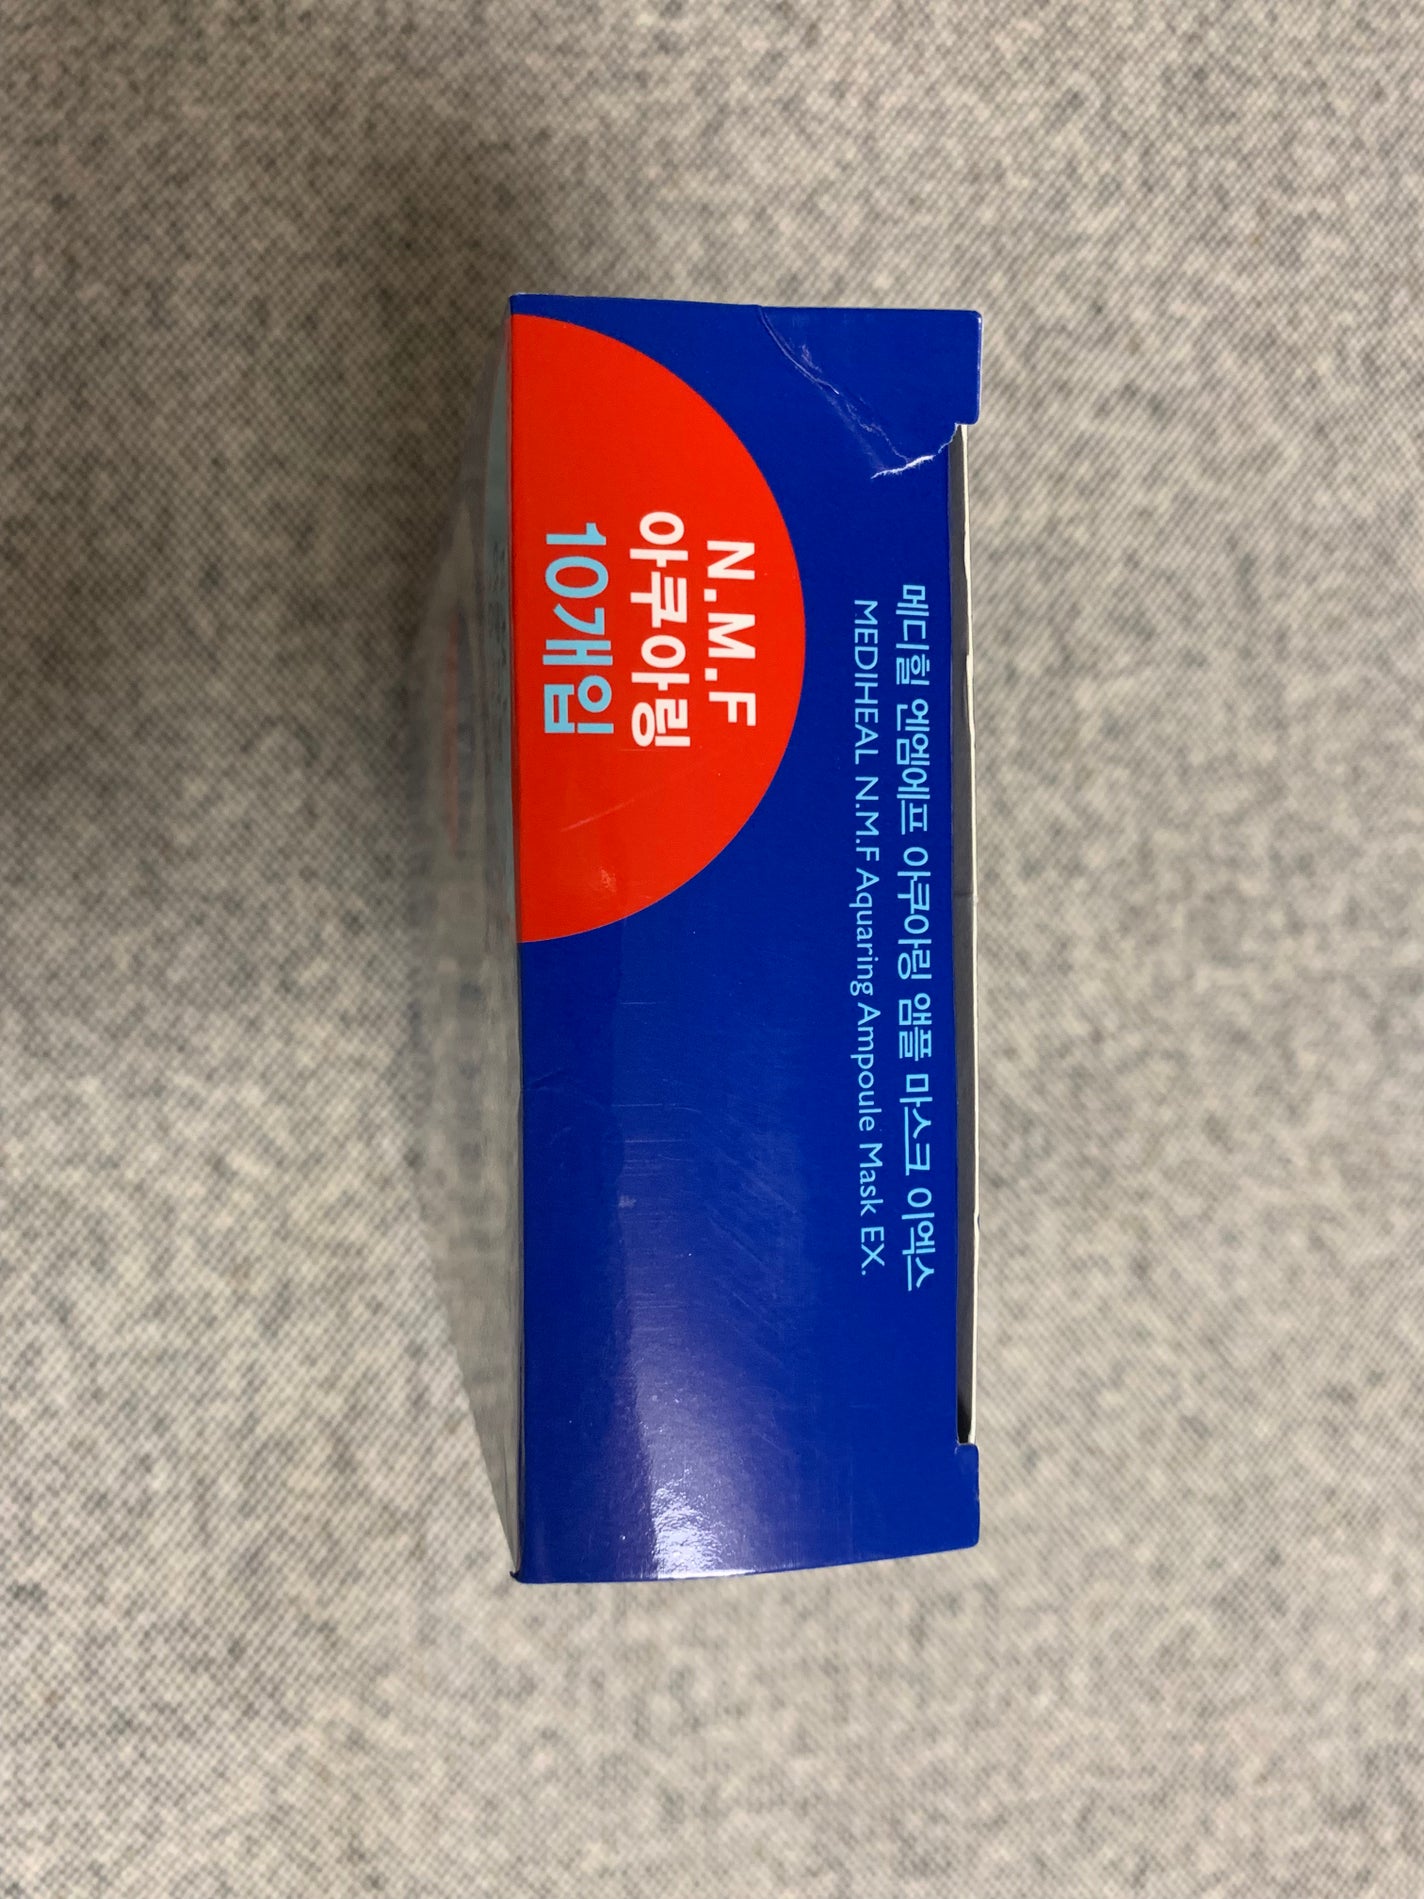 메디힐 엔엠에프 아쿠아링 앰플 마스크 이엑스
MEDIHEAL N.M.F Aquaring Ampoule Mask EX.
N.M.F
아쿠아링
10개입